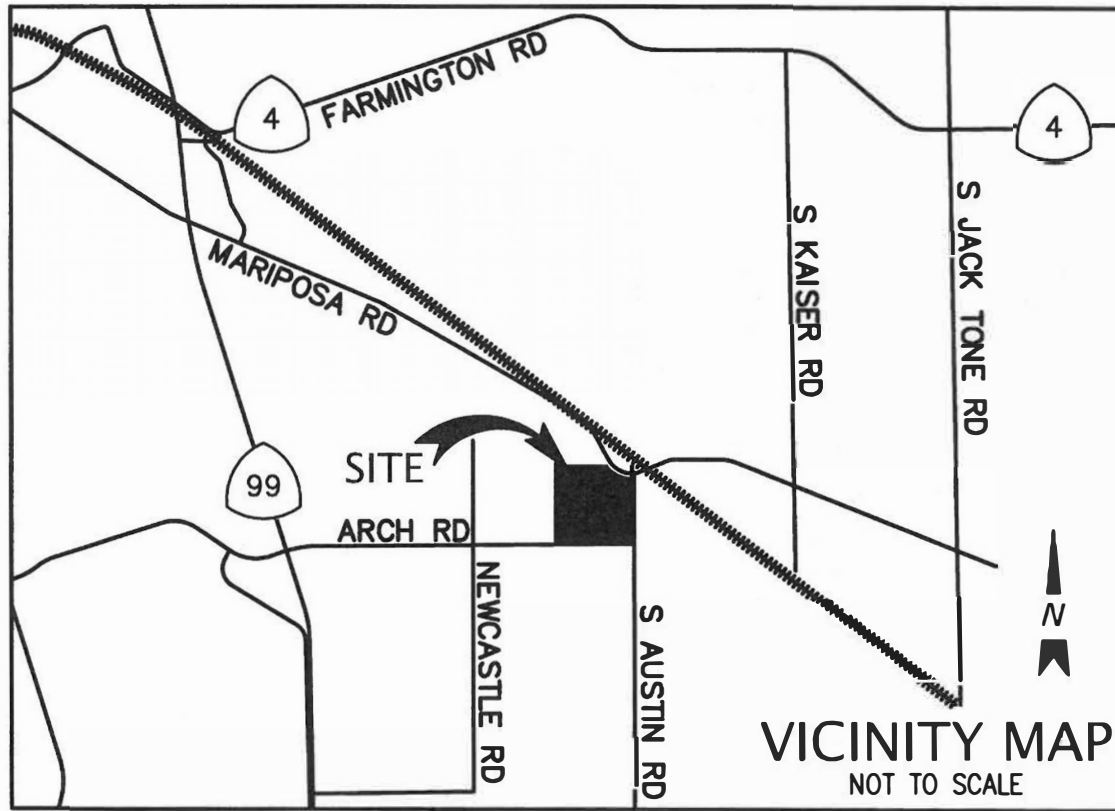 FARMINGTON RD
4
4
S KAISER RD
S JACK TONE RD
MARIPOSA RD
SITE
99
ARCH RD
NEWCASTLE RD
S AUSTIN RD
N
VICINITY MAP
NOT TO SCALE